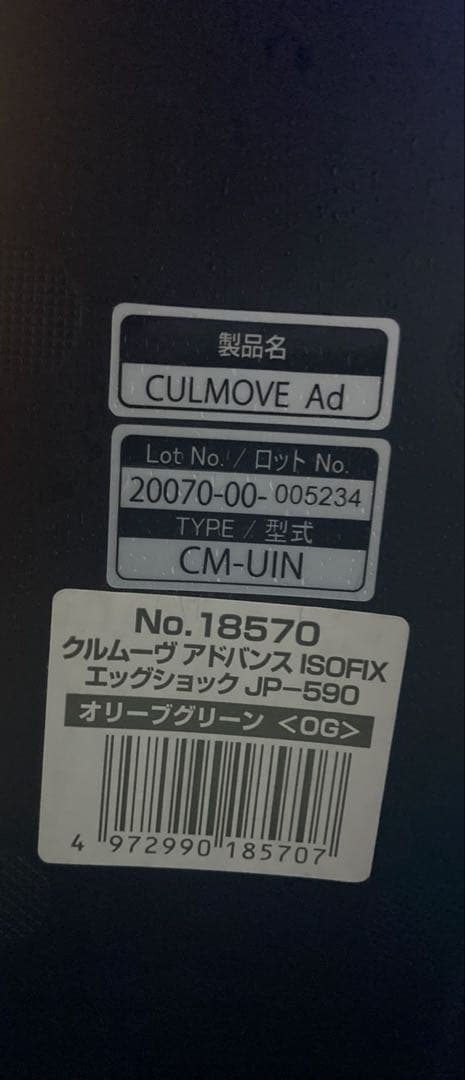 製品名
CULMOVE Ad
Lot No. / ロット No.
20070-00-005234
TYPE / 型式
CM-UIN
No.18570
クルムーヴ アドバンス ISOFIX
エッグショック JP-590
オリーブグリーン <OG>
4 972990 185707